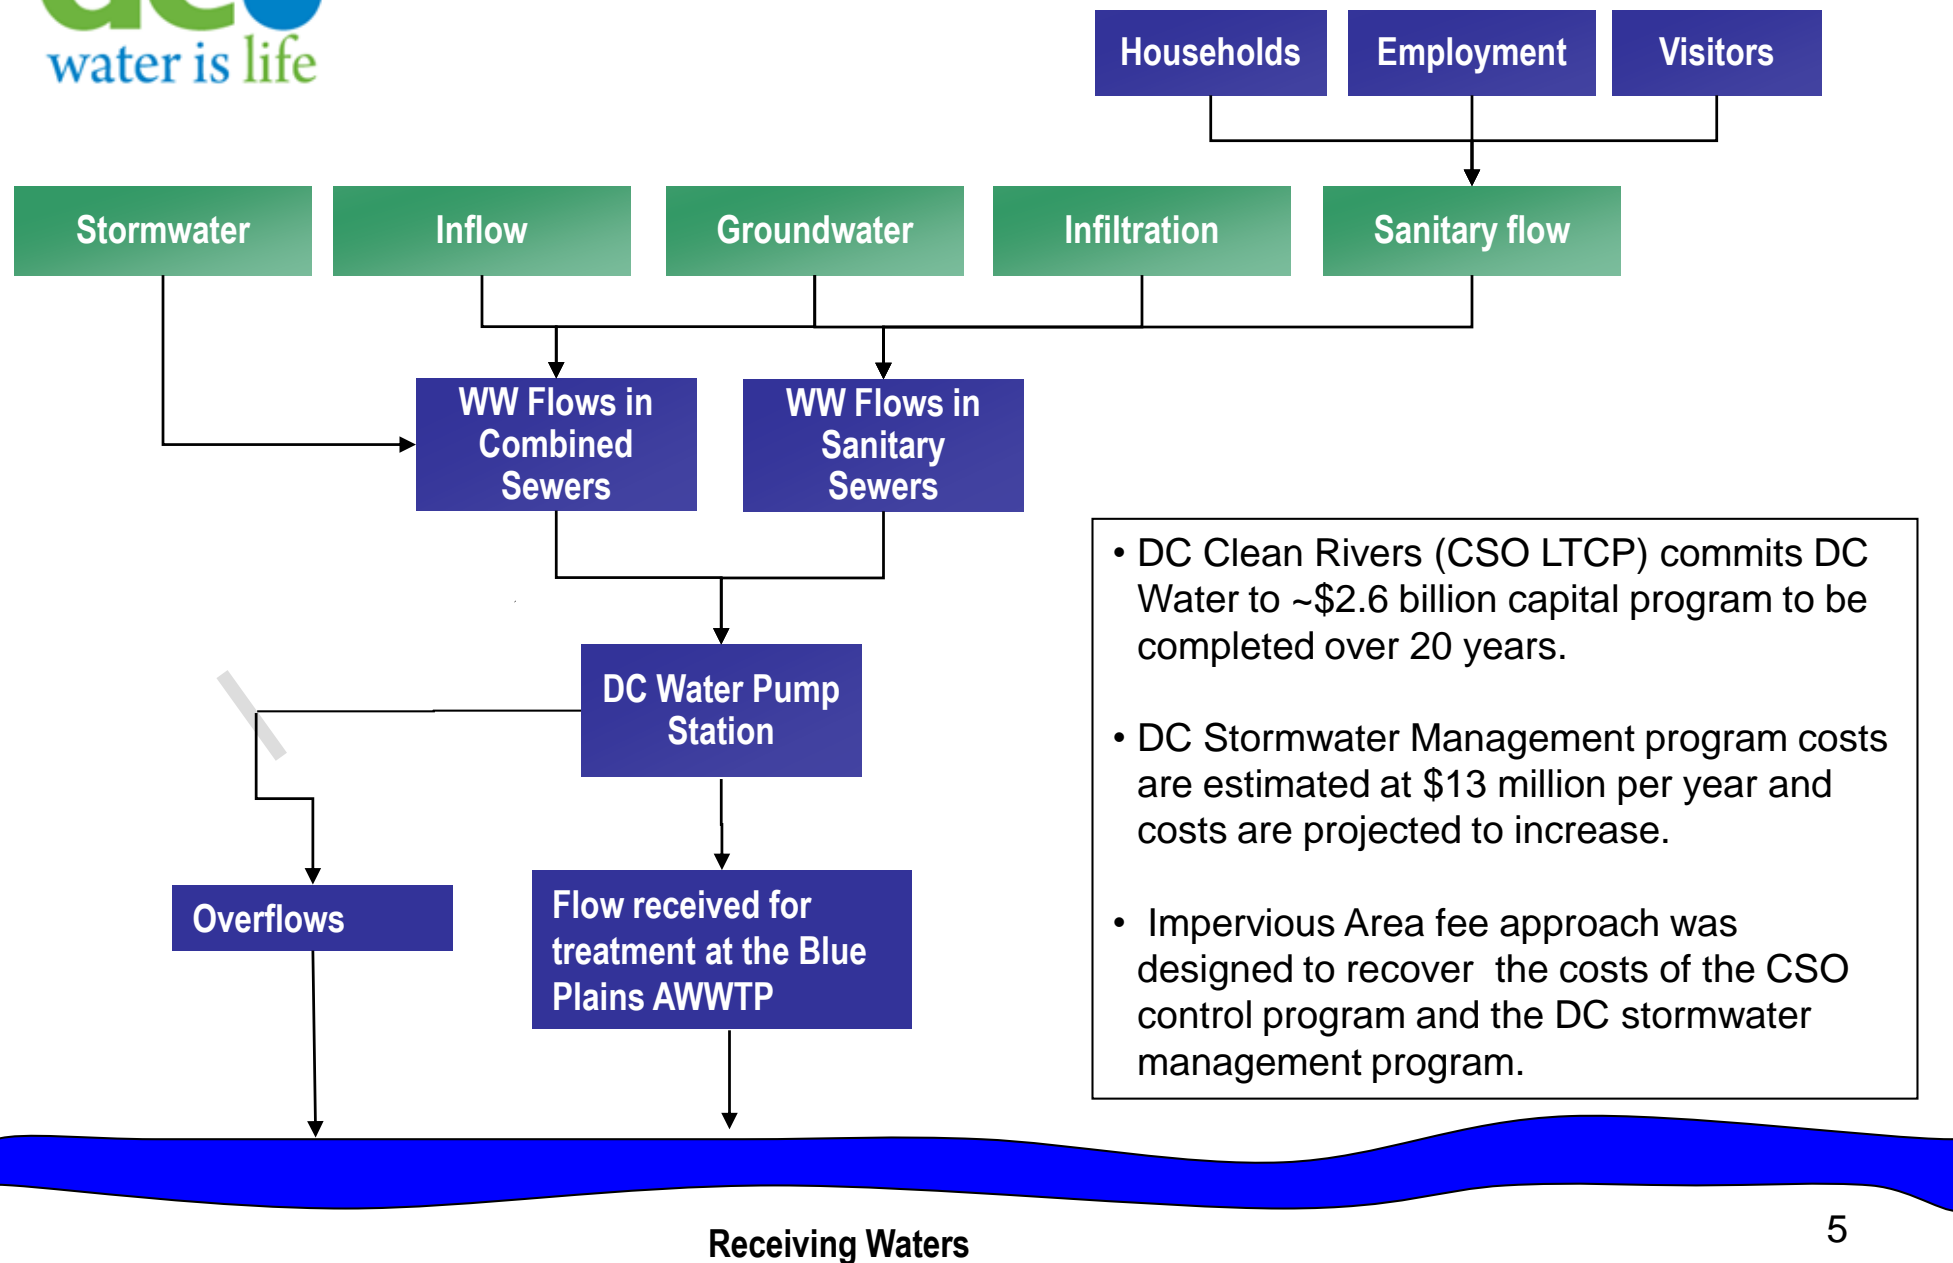 water is life
Households
Employment
Visitors
Stormwater
Inflow
Groundwater
Infiltration
Sanitary flow
WW Flows in
Combined
Sewers
WW Flows in
Sanitary
Sewers
• DC Clean Rivers (CSO LTCP) commits DC
Water to ~$2.6 billion capital program to be
completed over 20 years.
• DC Stormwater Management program costs
are estimated at $13 million per year and
costs are projected to increase.
• Impervious Area fee approach was
designed to recover the costs of the CSO
control program and the DC stormwater
management program.
DC Water Pump
Station
Overflows
Flow received for
treatment at the Blue
Plains AWWTP
Receiving Waters
5